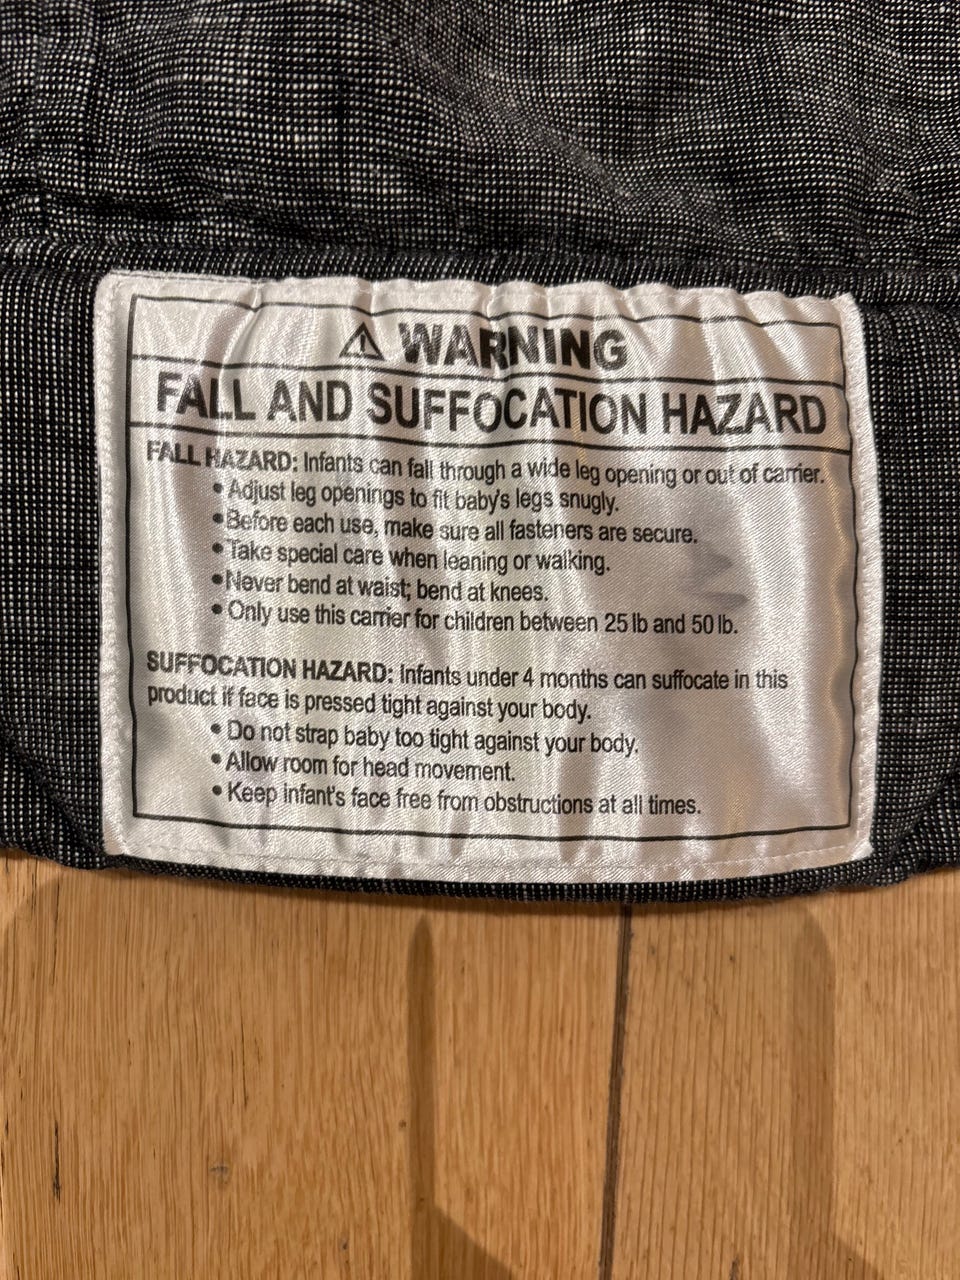 ⚠ WARNING
FALL AND SUFFOCATION HAZARD
FALL HAZARD: Infants can fall through a wide leg opening or out of carrier.
• Adjust leg openings to fit baby's legs snugly.
• Before each use, make sure all fasteners are secure.
• Take special care when leaning or walking.
• Never bend at waist; bend at knees.
• Only use this carrier for children between 25 lb and 50 lb.
SUFFOCATION HAZARD: Infants under 4 months can suffocate in this
product if face is pressed tight against your body.
• Do not strap baby too tight against your body.
• Allow room for head movement.
• Keep infant's face free from obstructions at all times.